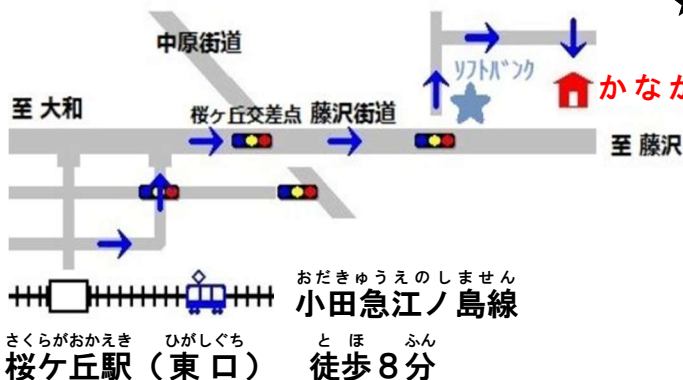 中原街道
ソフトバンク
かなが
至 大和
桜ヶ丘交差点 藤沢街道
至 藤沢
おだきゅうえのしません
小田急江ノ島線
さくらがおかえき ひがしぐち とほ ふん
桜ケ丘駅（東口） 徒歩８分